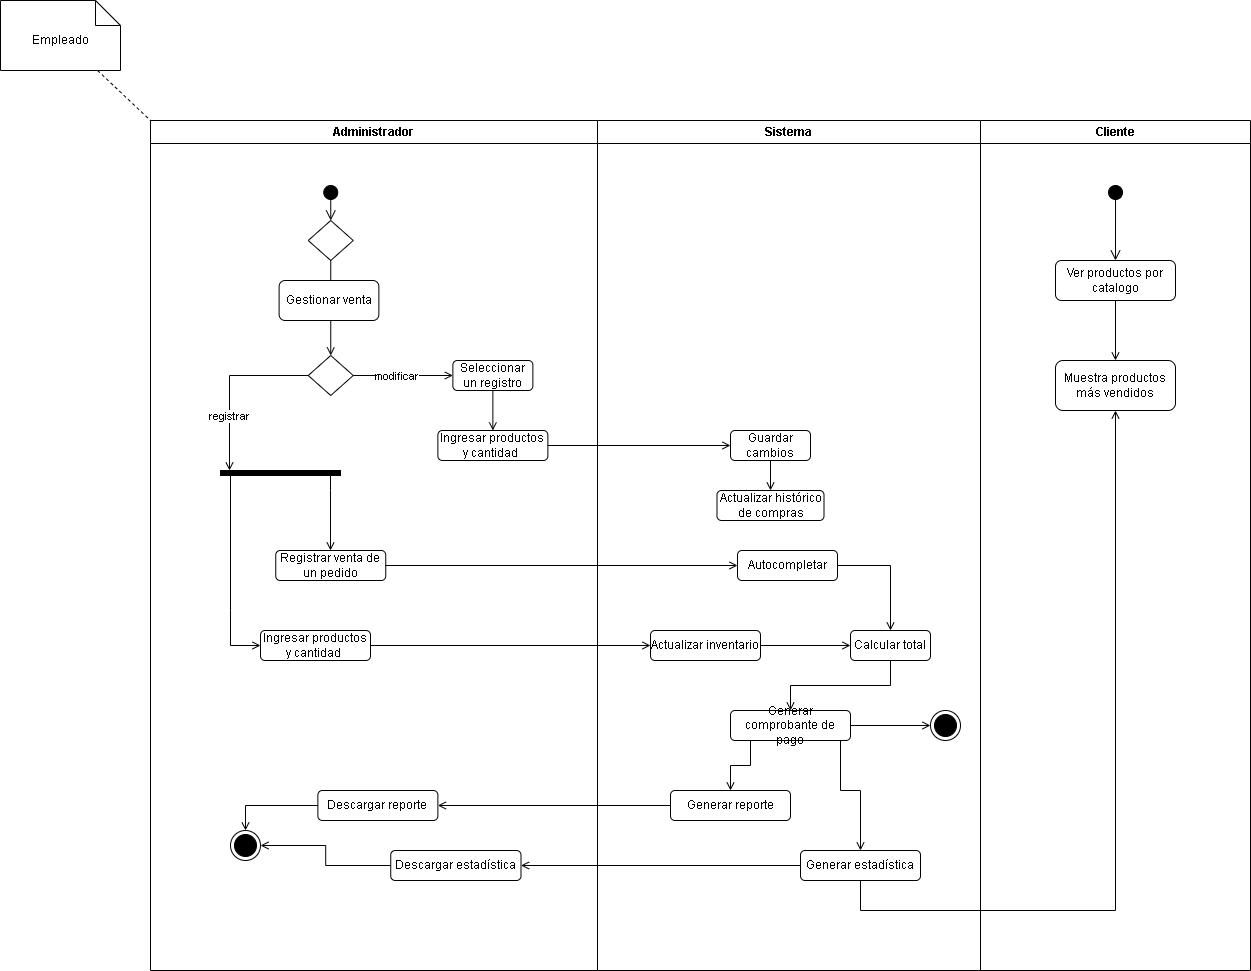 Empleado
Administrador
Sistema
Cliente
Gestionar venta
Ver productos por
catalogo
modificar
Seleccionar
un registro
Muestra productos
más vendidos
registrar
Ingresar productos
y cantidad
Guardar
cambios
Actualizar histórico
de compras
Registrar venta de
un pedido
Autocompletar
Ingresar productos
y cantidad
Actualizar inventario
Calcular total
Generar
comprobante de
pago
Descargar reporte
Generar reporte
Descargar estadística
Generar estadística